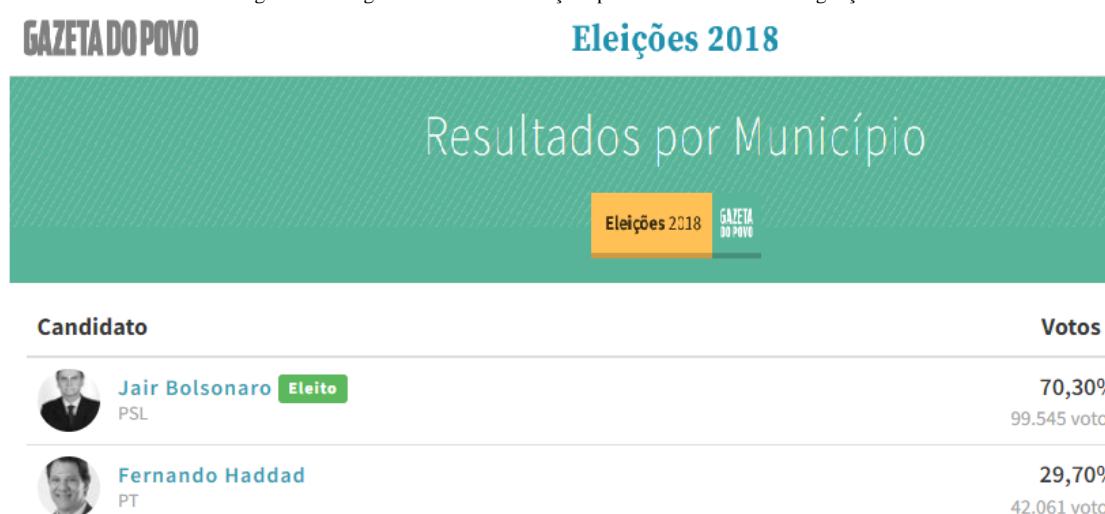 GAZETA DO POVO
Eleições 2018
Resultados por Município
Eleições 2018
GAZETA
DO POVO
Candidato Votos
Jair Bolsonaro Eleito 70,30%
PSL 99.545 voto
Fernando Haddad 29,70%
PT 42.061 voto